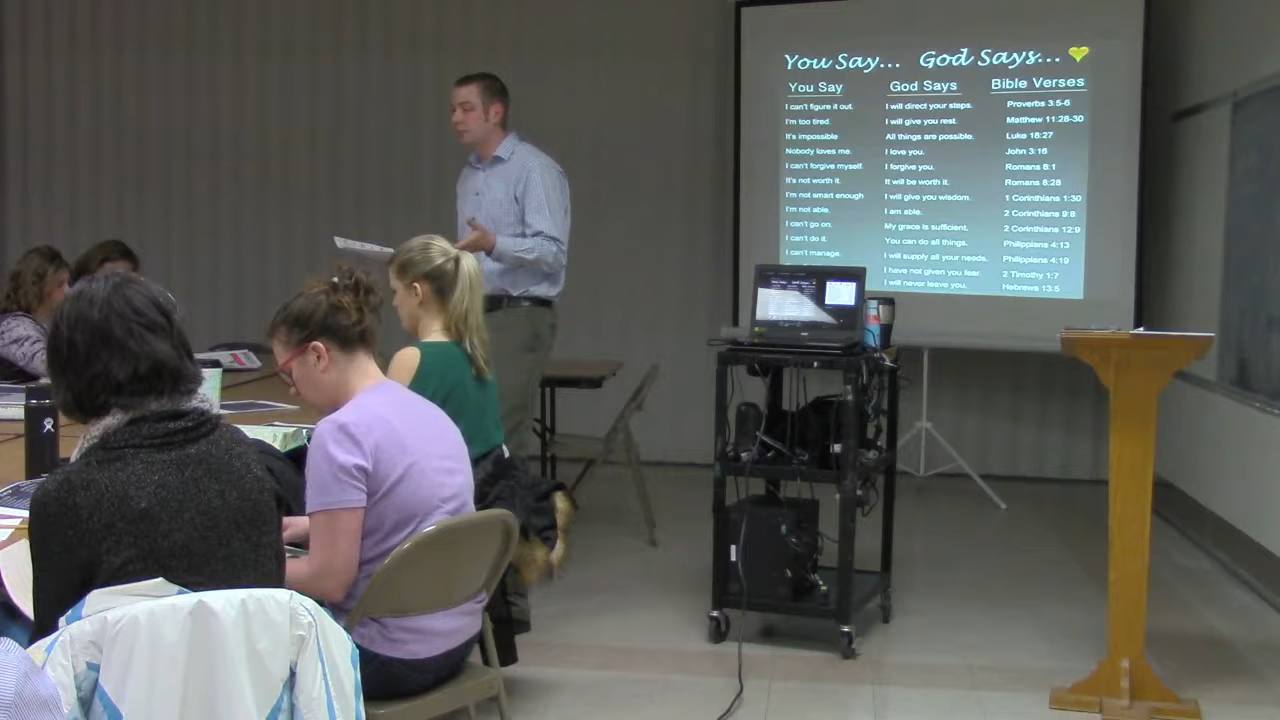 You Say... God Says...
You Say God Says Bible Verses
I can't figure it out. I will direct your steps. Proverbs 3:5-6
I'm too tired. I will give you rest. Matthew 11:28-30
It's impossible All things are possible. Luke 18:27
Nobody loves me. I love you. John 3:16
I can't forgive myself. I forgive you. Romans 8:1
It's not worth it. It will be worth it. Romans 8:28
I'm not smart enough I will give you wisdom. 1 Corinthians 1:30
I'm not able. I am able. 2 Corinthians 9:8
I can't go on. My grace is sufficient. 2 Corinthians 12:9
I can't do it. You can do all things. Philippians 4:13
I can't manage. I will supply all your needs. Philippians 4:19
I have not given you fear. 2 Timothy 1:7
I will never leave you. Hebrews 13:5